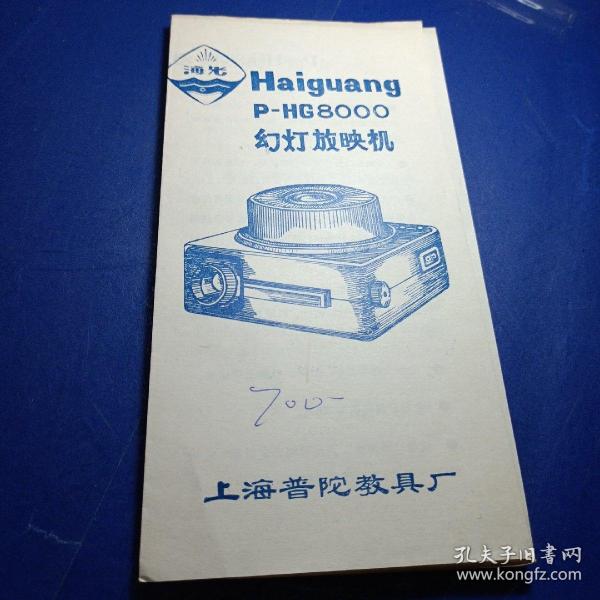 海光
Haiguang
P-HG8000
幻灯放映机
700-
上海普陀教具厂
孔夫子旧书网
www.kongfz.com